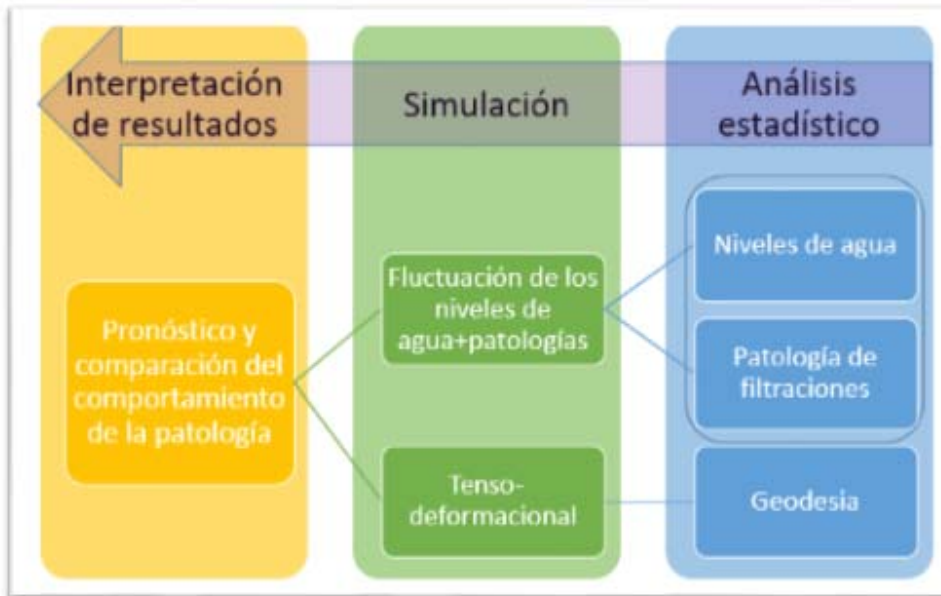 Interpretación
de resultados
Simulación
Análisis
estadístico
Pronóstico y
comparación del
comportamiento
de la patología
Fluctuación de los
niveles de
agua+patologías
Tenso-
deformacional
Niveles de agua
Patología de
filtraciones
Geodesia